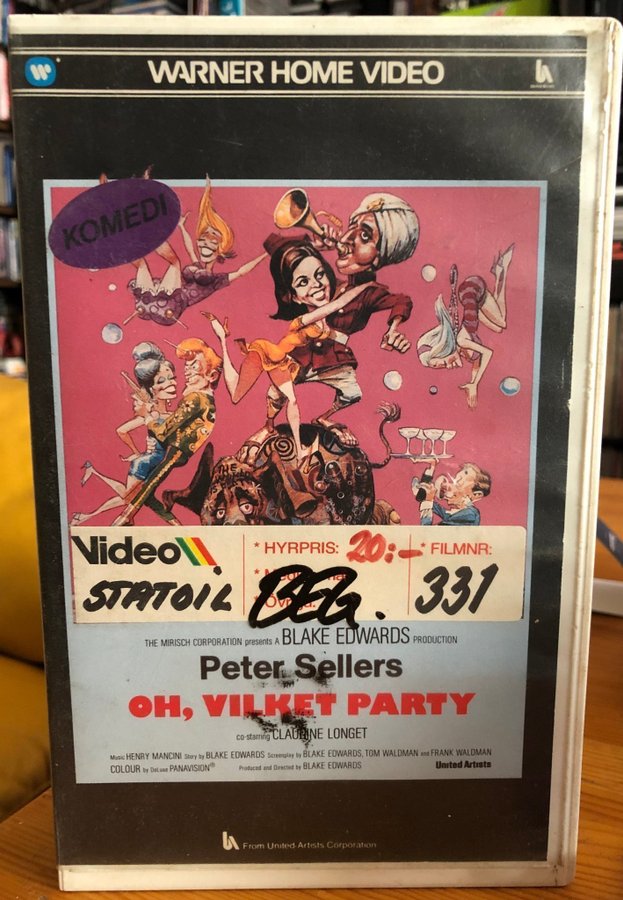 WARNER HOME VIDEO
KOMEDI
THE
Video
STATOIL
* HYRPRIS: 20:-
BEG.
* FILMNR:
331
THE MIRISCH CORPORATION presents A BLAKE EDWARDS PRODUCTION
Peter Sellers
OH, VILKET PARTY
co-starring CLAUDINE LONGET
Music HENRY MANCINI Story by BLAKE EDWARDS Screenplay by BLAKE EDWARDS, TOM WALDMAN and FRANK WALDMAN
COLOUR by DeLuxe PANAVISION® Produced and Directed by BLAKE EDWARDS
United Artists
From United Artists Corporation